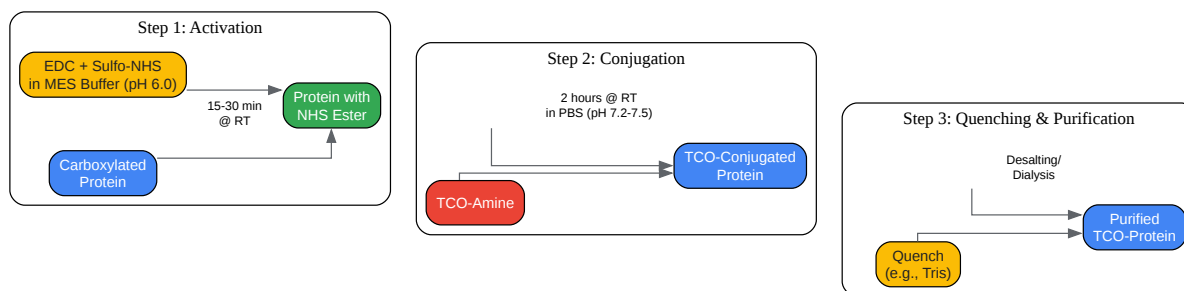 Step 1: Activation
EDC + Sulfo-NHS
in MES Buffer (pH 6.0)
15-30 min
@ RT
Protein with
NHS Ester
Carboxylated
Protein
Step 2: Conjugation
2 hours @ RT
in PBS (pH 7.2-7.5)
TCO-Conjugated
Protein
TCO-Amine
Step 3: Quenching & Purification
Desalting/
Dialysis
Purified
TCO-Protein
Quench
(e.g., Tris)